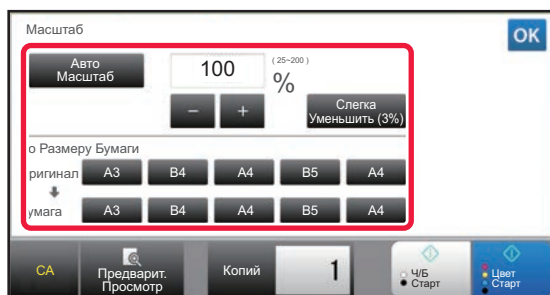 Масштаб
OK
Авто
Масштаб
100
(25~200)
%
− +
Слегка
Уменьшить (3%)
о Размеру Бумаги
ригинал A3 B4 A4 B5 A4
умага A3 B4 A4 B5 A4
CA
Предварит.
Просмотр
Копий
1
Ч/Б
Старт
Цвет
Старт